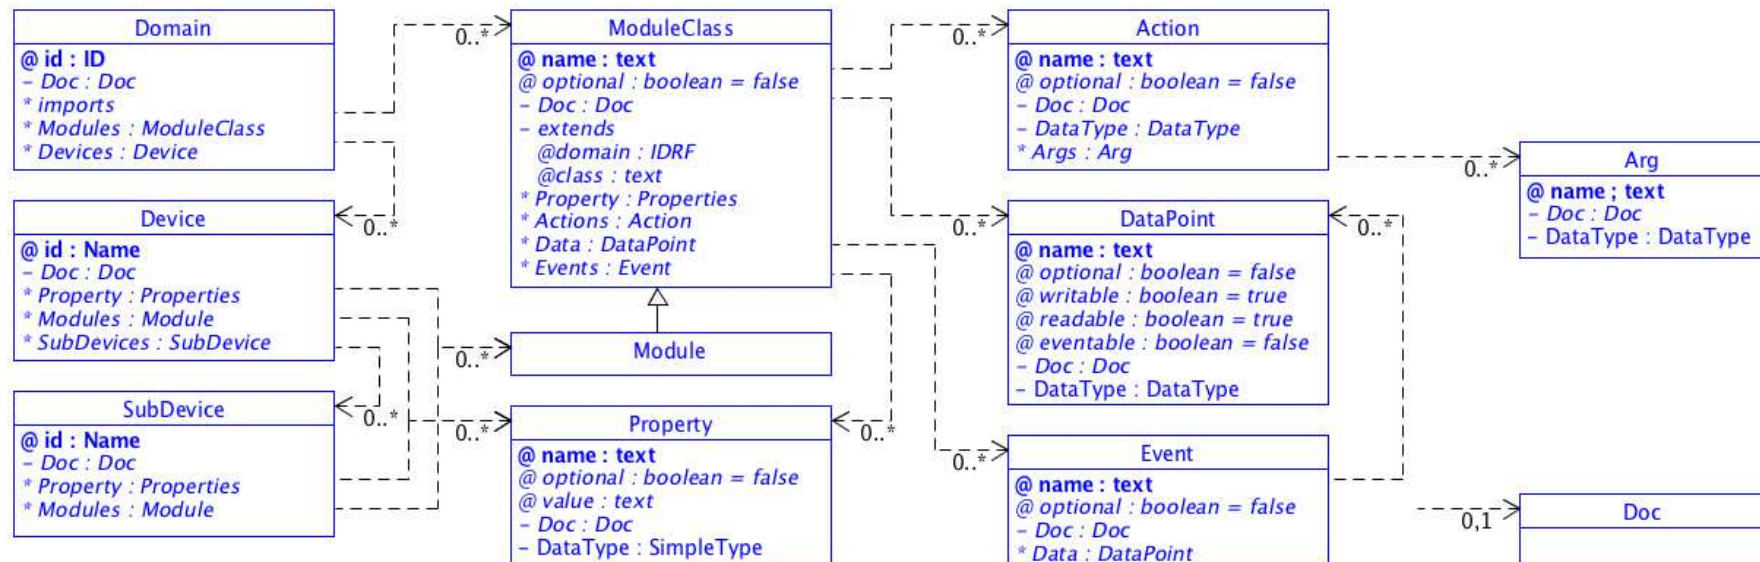 Domain
@ id : ID
– Doc : Doc
* imports
* Modules : ModuleClass
* Devices : Device
0..*
Device
@ id : Name
– Doc : Doc
* Property : Properties
* Modules : Module
* SubDevices : SubDevice
0..*
SubDevice
@ id : Name
– Doc : Doc
* Property : Properties
* Modules : Module
0..*
ModuleClass
@ name : text
@ optional : boolean = false
– Doc : Doc
– extends
@domain : IDRF
@class : text
* Property : Properties
* Actions : Action
* Data : DataPoint
* Events : Event
0..*
Module
0..*
Property
@ name : text
@ optional : boolean = false
@ value : text
– Doc : Doc
– DataType : SimpleType
0..*
0..*
Action
@ name : text
@ optional : boolean = false
– Doc : Doc
– DataType : DataType
* Args : Arg
0..*
DataPoint
@ name : text
@ optional : boolean = false
@ writable : boolean = true
@ readable : boolean = true
@ eventable : boolean = false
– Doc : Doc
– DataType : DataType
0..*
0..*
Event
@ name : text
@ optional : boolean = false
– Doc : Doc
* Data : DataPoint
0..*
Arg
@ name ; text
– Doc : Doc
– DataType : DataType
0,1
Doc